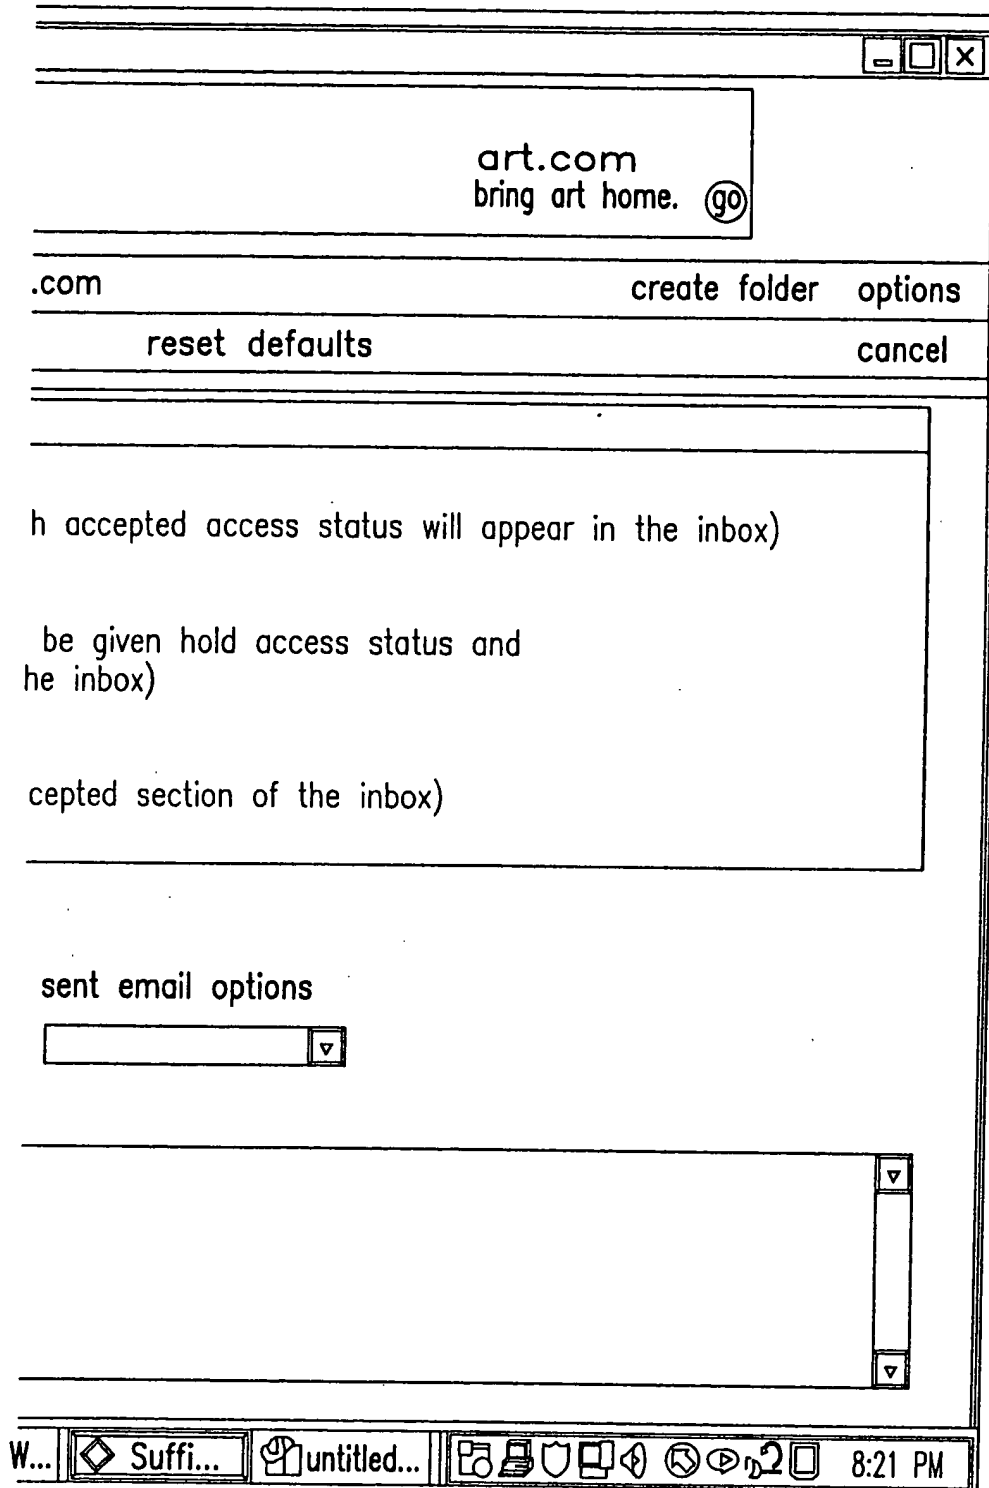 art.com
bring art home. go
.com create folder options
reset defaults cancel
h accepted access status will appear in the inbox)
be given hold access status and
he inbox)
cepted section of the inbox)
sent email options
W... Suffi... untitled... 8:21 PM